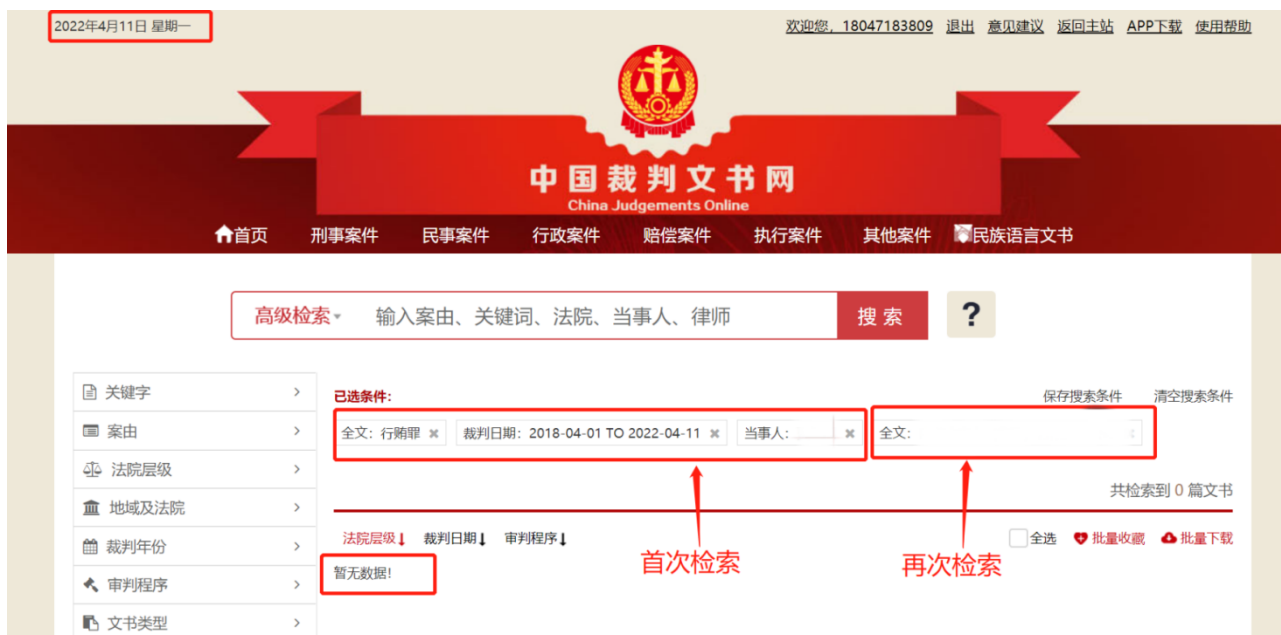 2022年4月11日 星期一
欢迎您，18047183809 退出 意见建议 返回主站 APP下载 使用帮助
中国裁判文书网
China Judgements Online
首页 刑事案件 民事案件 行政案件 赔偿案件 执行案件 其他案件 民族语言文书
高级检索 输入案由、关键词、法院、当事人、律师 搜索 ?
关键字
案由
法院层级
地域及法院
裁判年份
审判程序
文书类型
已选条件:
保存搜索条件 清空搜索条件
全文：行贿罪 × 裁判日期：2018-04-01 TO 2022-04-11 × 当事人： × 全文：
共检索到 0 篇文书
法院层级 裁判日期 审判程序
全选 批量收藏 批量下载
暂无数据!
首次检索
再次检索